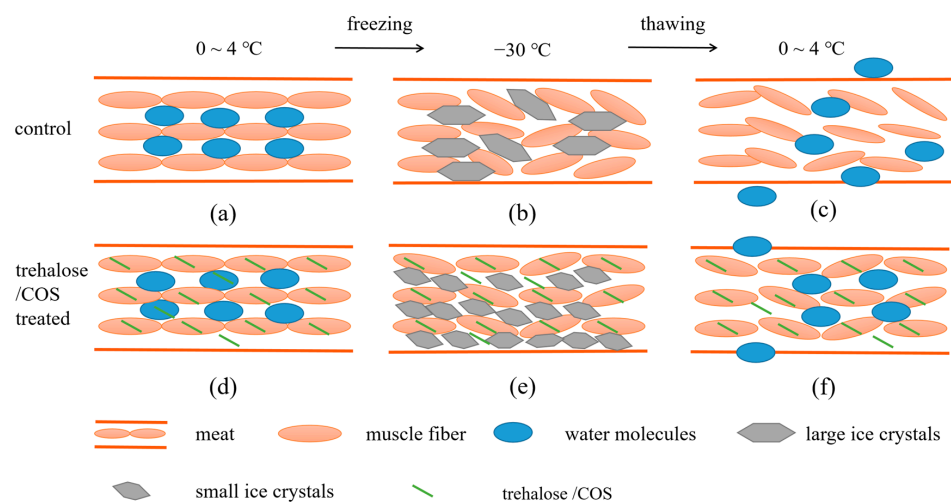 freezing
thawing
0 ~ 4 ℃
−30 ℃
0 ~ 4 ℃
control
(a)
(b)
(c)
trehalose
/COS
treated
(d)
(e)
(f)
meat
muscle fiber
water molecules
large ice crystals
small ice crystals
trehalose /COS